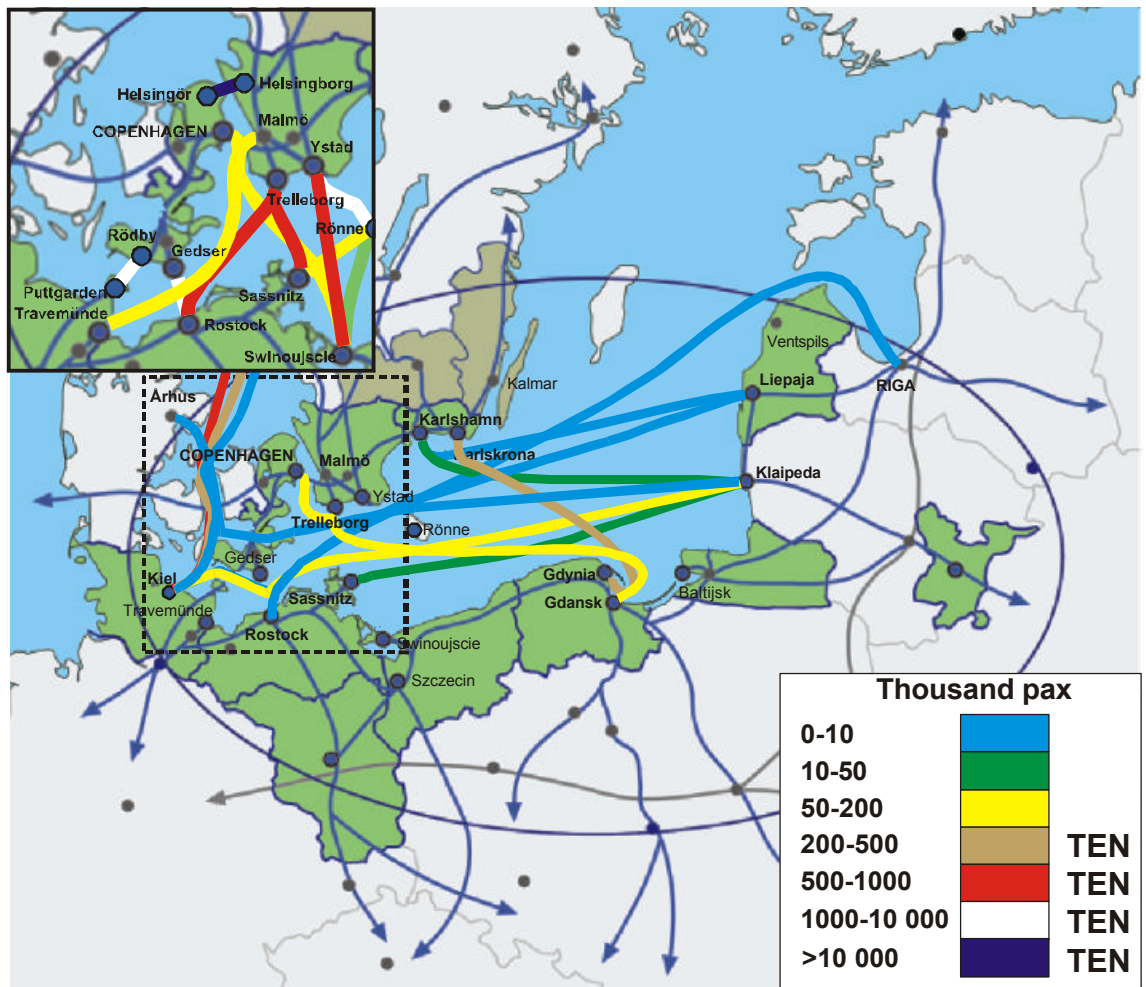 Helsingör
Helsingborg
COPENHAGEN
Malmö
Ystad
Trelleborg
Rönne
Rödby
Gedser
Puttgarden
Travemünde
Sassnitz
Rostock
Swinoujscie
Ventspils
Liepaja
RIGA
Kalmar
Århus
Karlshamn
Karlskrona
COPENHAGEN
Malmö
Klaipeda
Ystad
Trelleborg
Rönne
Gedser
Kiel
Sassnitz
Gdynia
Baltijsk
Travemünde
Gdansk
Rostock
Swinoujscie
Szczecin
Thousand pax
0-10
10-50
50-200
200-500 TEN
500-1000 TEN
1000-10 000 TEN
>10 000 TEN